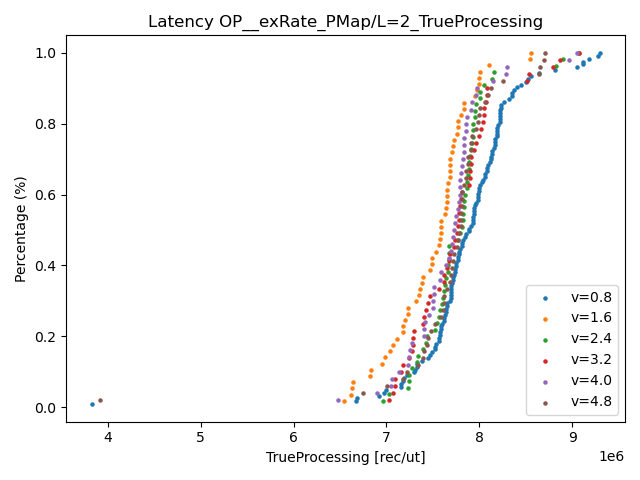 Latency OP__exRate_PMap/L=2_TrueProcessing
Percentage (%)
1.0
0.8
0.6
0.4
0.2
0.0
v=0.8
v=1.6
v=2.4
v=3.2
v=4.0
v=4.8
4 5 6 7 8 9
1e6
TrueProcessing [rec/ut]